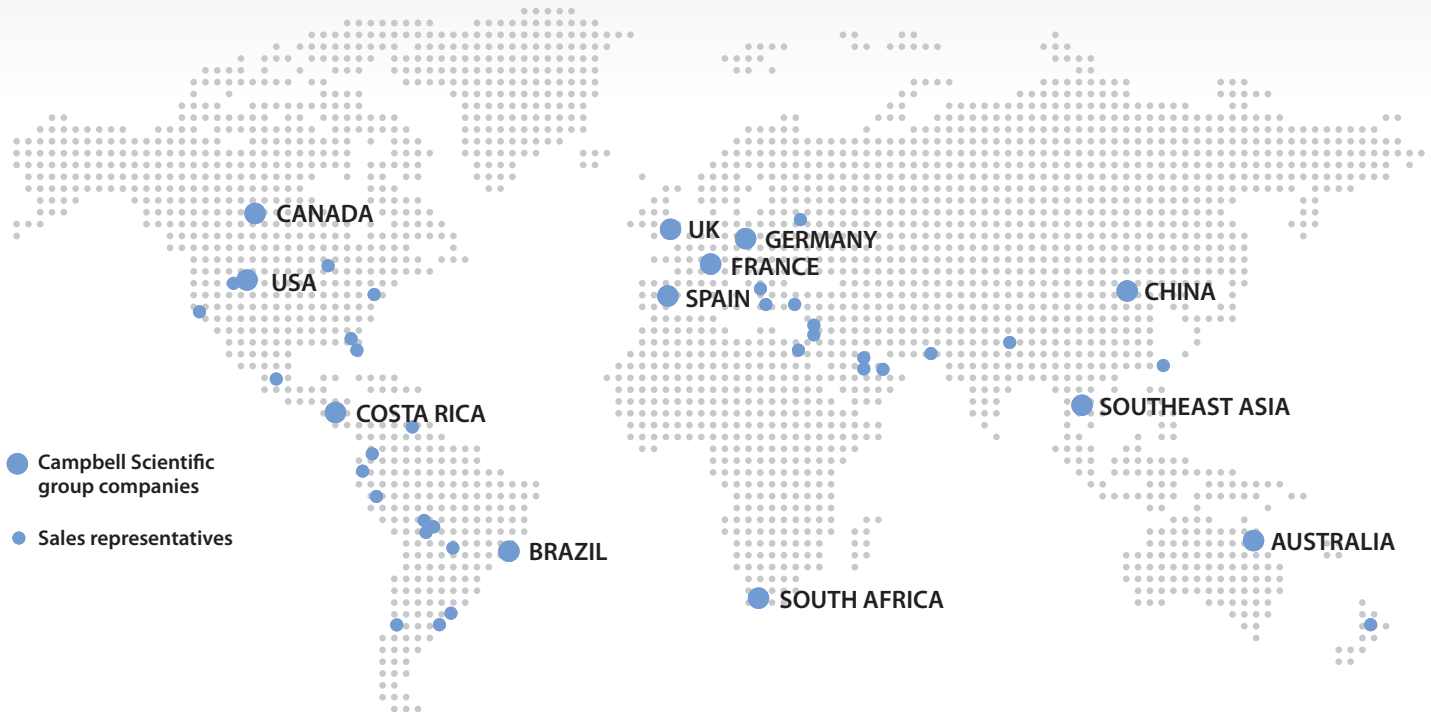 CANADA
UK
GERMANY
FRANCE
USA
SPAIN
CHINA
COSTA RICA
SOUTHEAST ASIA
Campbell Scientific
group companies
Sales representatives
BRAZIL
AUSTRALIA
SOUTH AFRICA